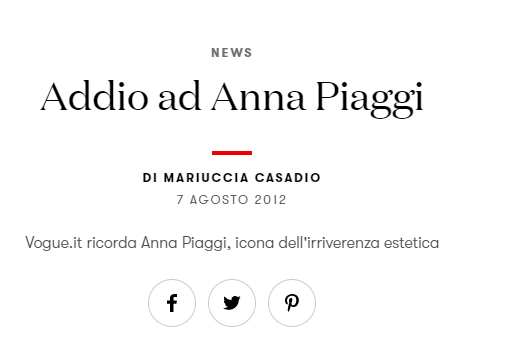 NEWS
Addio ad Anna Piaggi
DI MARIUCCIA CASADIO
7 AGOSTO 2012
Vogue.it ricorda Anna Piaggi, icona dell'irriverenza estetica